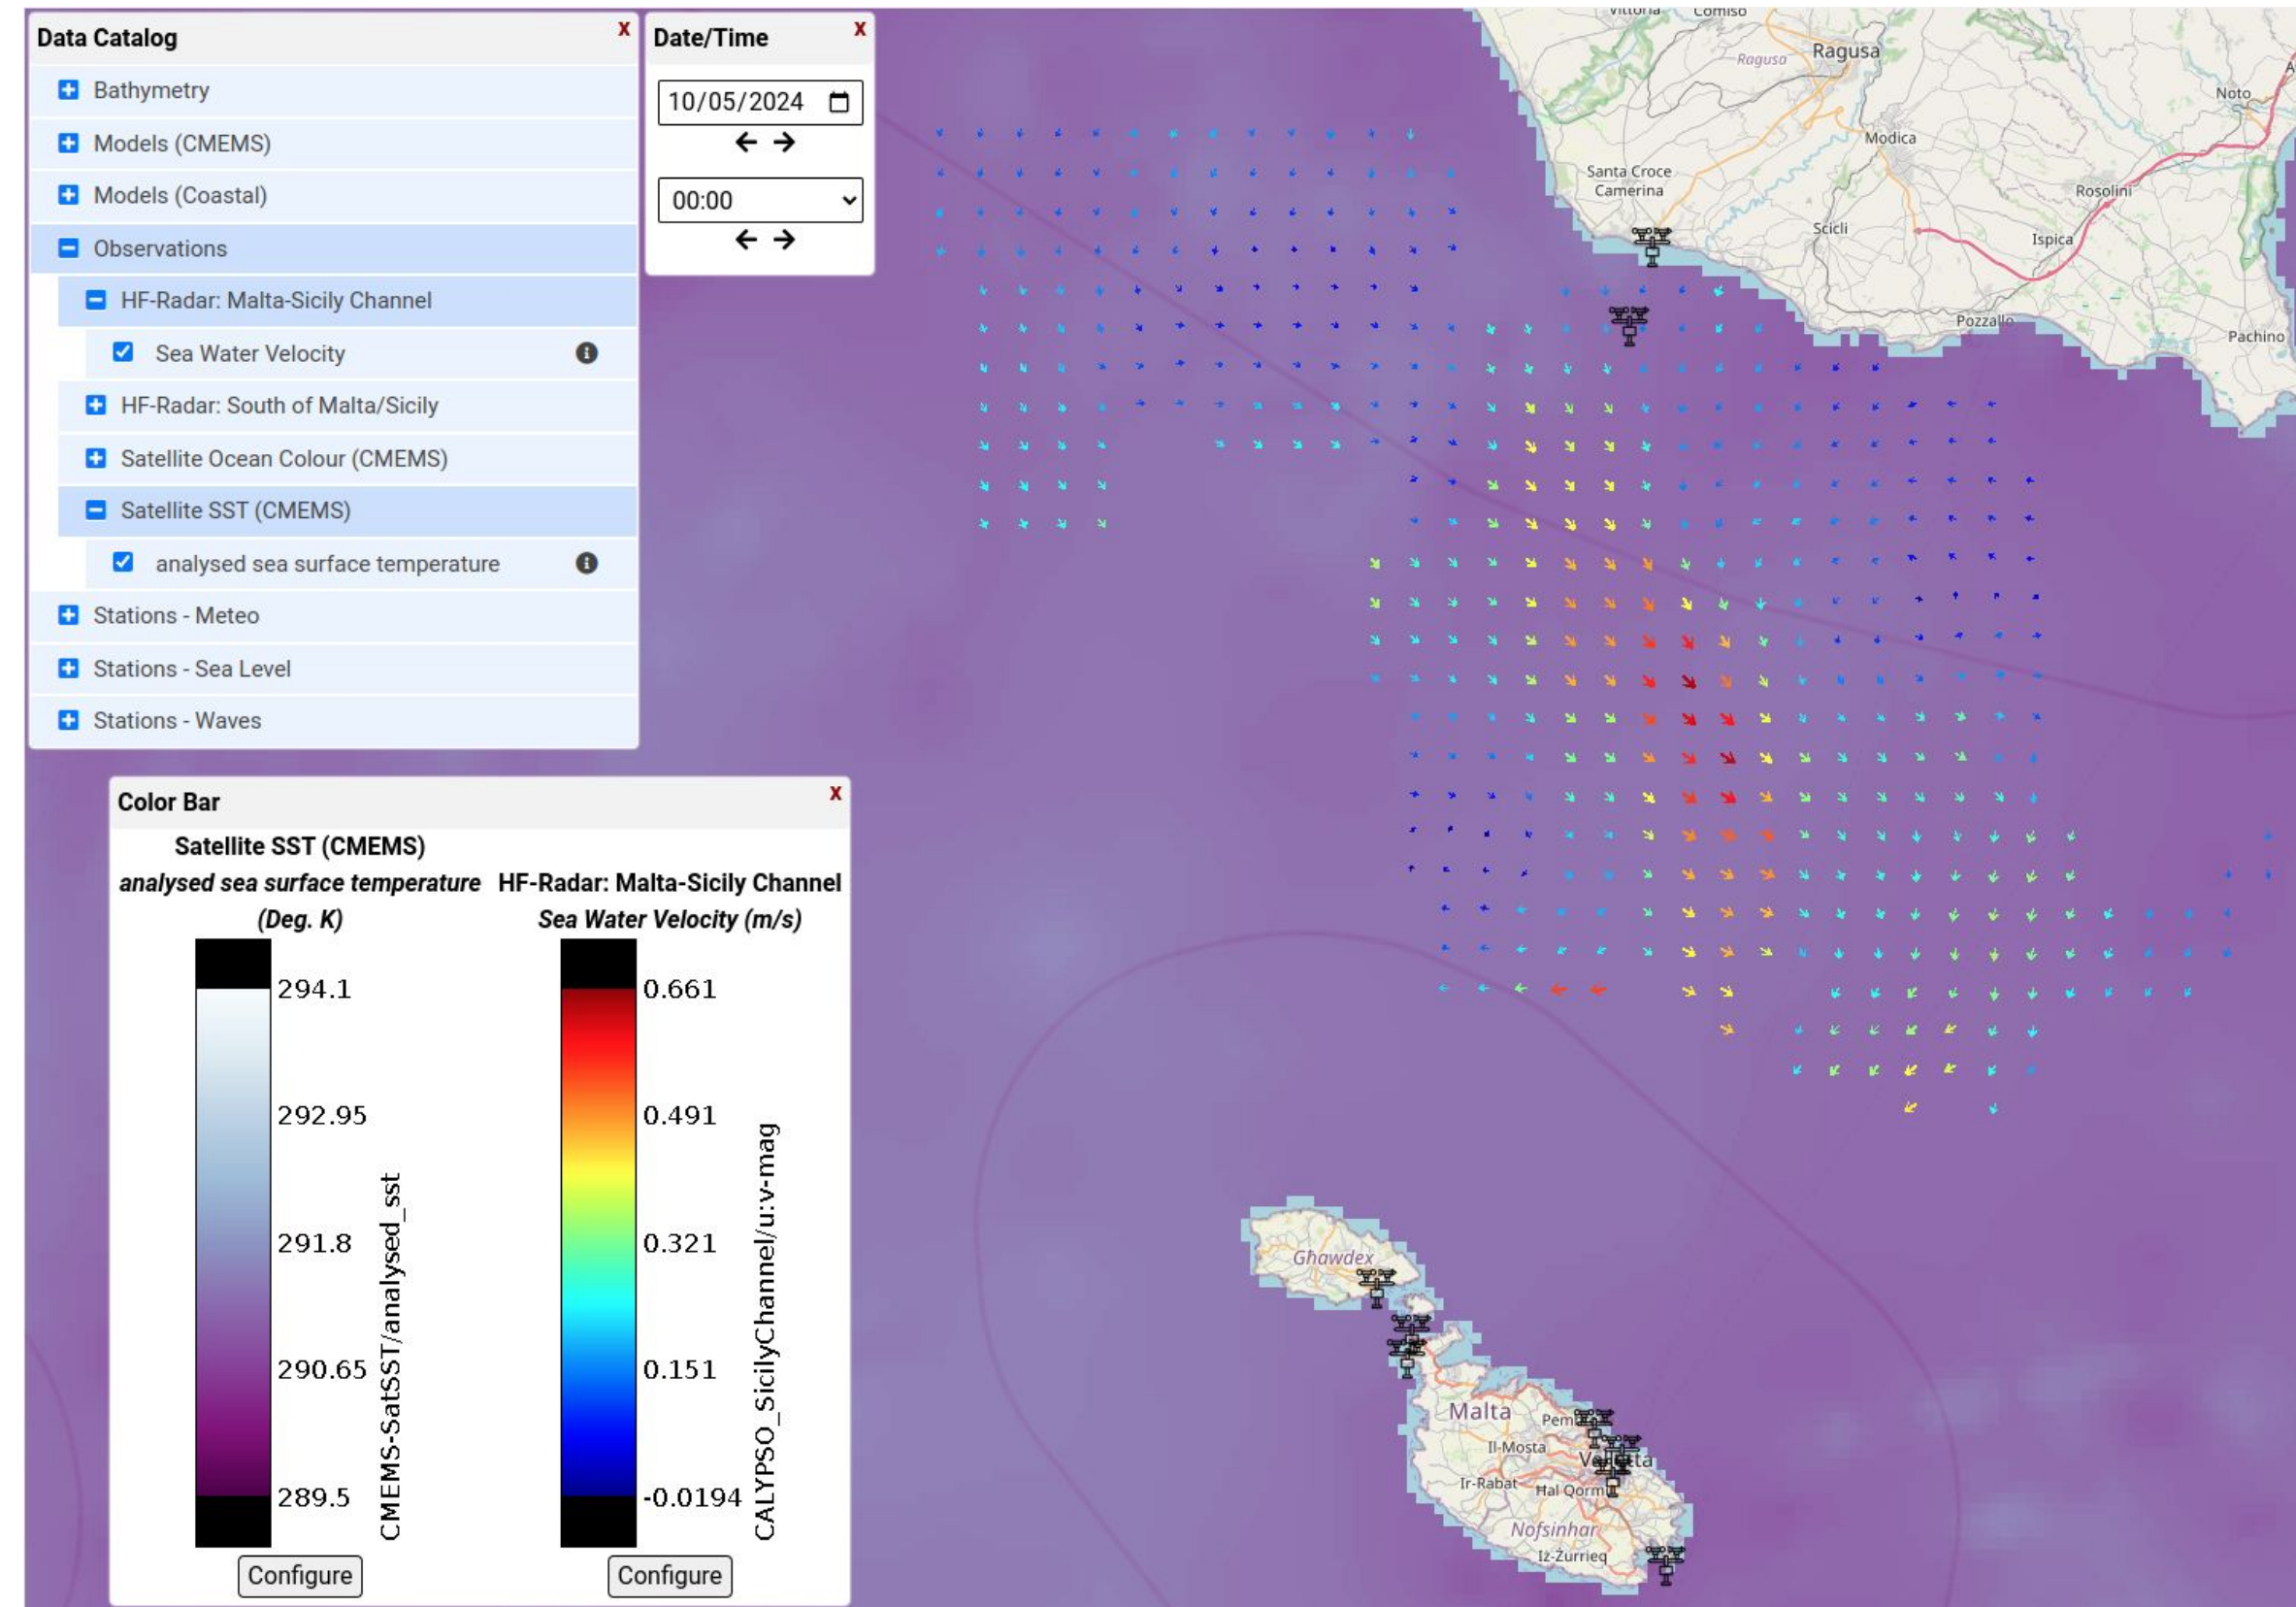 Data Catalog
X
Bathymetry
Models (CMEMS)
Models (Coastal)
Observations
HF-Radar: Malta-Sicily Channel
Sea Water Velocity
HF-Radar: South of Malta/Sicily
Satellite Ocean Colour (CMEMS)
Satellite SST (CMEMS)
analysed sea surface temperature
Stations - Meteo
Stations - Sea Level
Stations - Waves
Date/Time
X
10/05/2024
00:00
Color Bar
X
Satellite SST (CMEMS)
analysed sea surface temperature
(Deg. K)
294.1
292.95
291.8
290.65
289.5
CMEMS-SatSST/analysed_sst
Configure
HF-Radar: Malta-Sicily Channel
Sea Water Velocity (m/s)
0.661
0.491
0.321
0.151
-0.0194
CALYPSO_SicilyChannel/u:v-mag
Configure
Vittoria
Comiso
Ragusa
Ragusa
Noto
Modica
Santa Croce
Camerina
Rosolini
Scicli
Ispica
Pozzallo
Pachino
Għawdex
Malta
Il-Mosta
Ir-Rabat
Ħal Qorm
Nofsinhar
Iż-Żurrieq